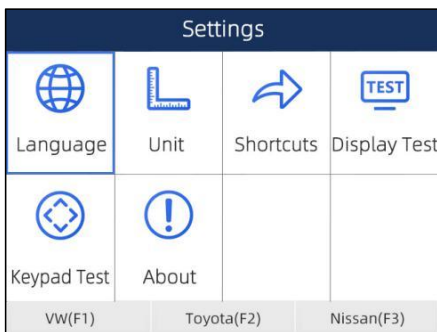 Settings
TEST
Language Unit Shortcuts Display Test
Keypad Test About
VW(F1) Toyota(F2) Nissan(F3)